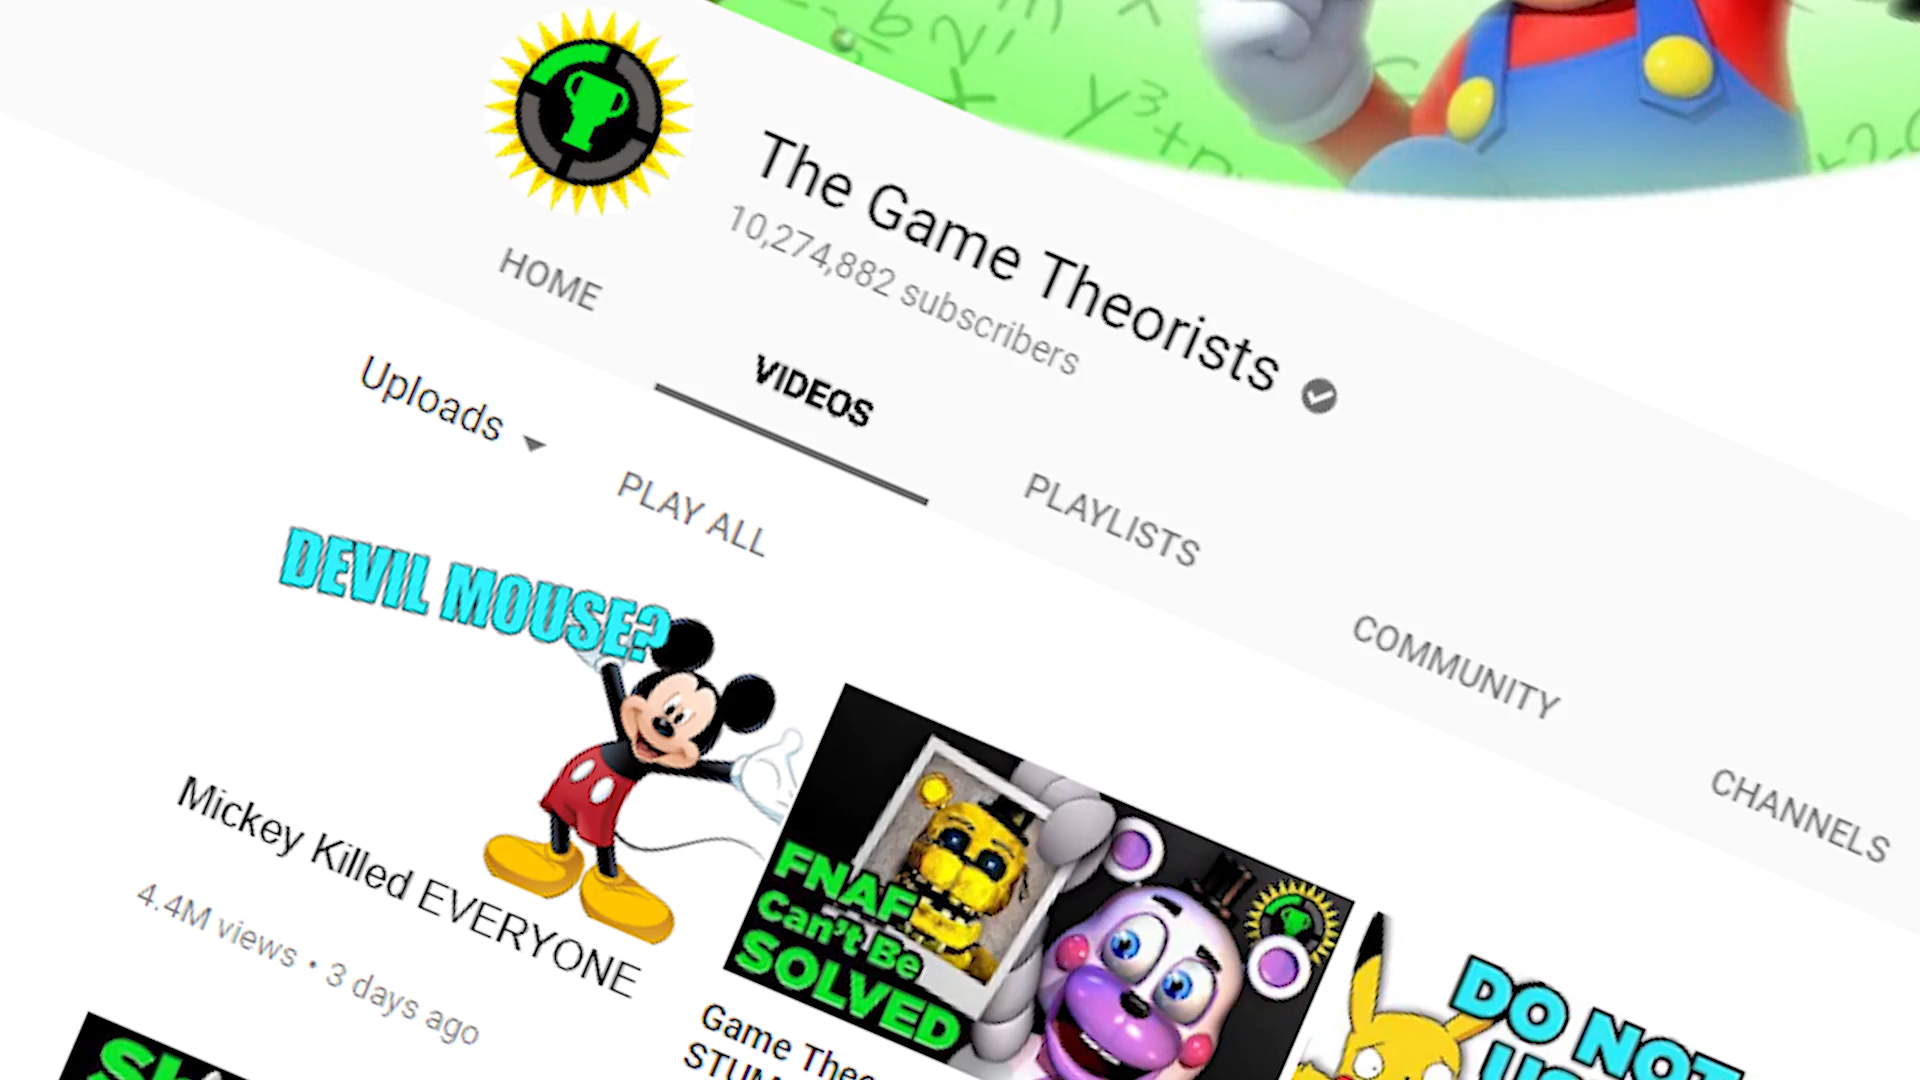 The Game Theorists
10,274,882 subscribers
HOME
VIDEOS
PLAYLISTS
COMMUNITY
CHANNELS
Uploads
PLAY ALL
DEVIL MOUSE?
Mickey Killed EVERYONE
4.4M views • 3 days ago
FNAF
Can't Be
SOLVED
Game
DO NOT